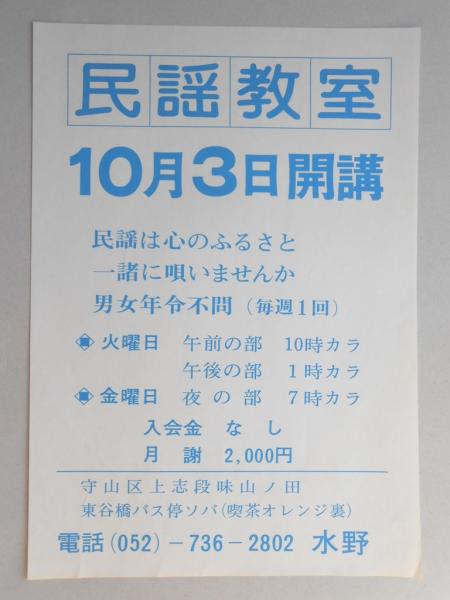 民謡教室
10月3日開講
民謡は心のふるさと
一諸に唄いませんか
男女年令不問（毎週1回）
◈ 火曜日 午前の部 10時カラ
午後の部 1時カラ
◈ 金曜日 夜の部 7時カラ
入会金 なし
月謝 2,000円
守山区上志段味山ノ田
東谷橋バス停ソバ（喫茶オレンジ裏）
電話（052）－736－2802 水野